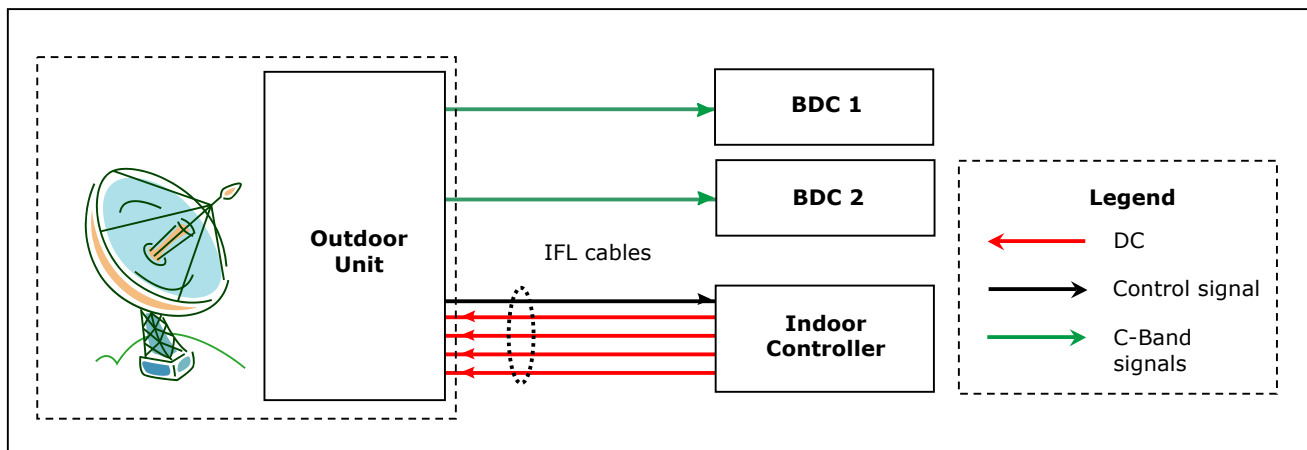 BDC 1
BDC 2
Outdoor
Unit
IFL cables
Indoor
Controller
Legend
DC
Control signal
C-Band
signals